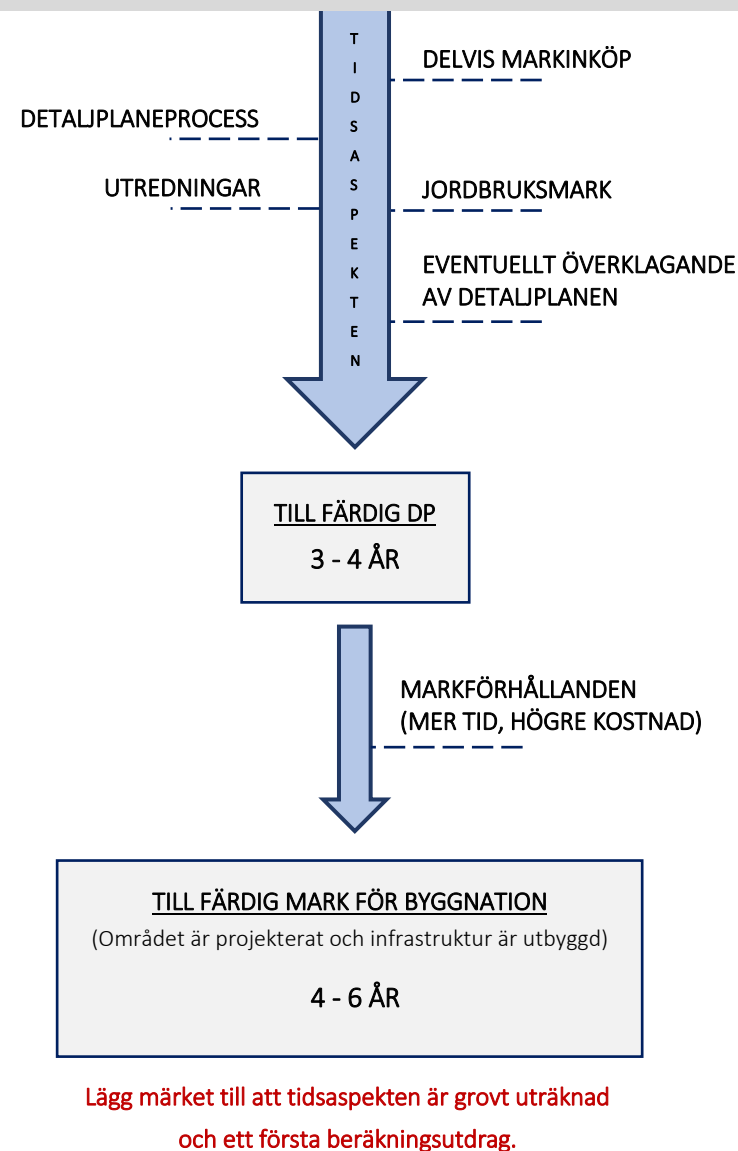 TIDSASPEKTEN
DELVIS MARKINKÖP
DETALJPLANEPROCESS
UTREDNINGAR
JORDBRUKSMARK
EVENTUELLT ÖVERKLAGANDE
AV DETALJPLANEN
TILL FÄRDIG DP
3 - 4 ÅR
MARKFÖRHÅLLANDEN
(MER TID, HÖGRE KOSTNAD)
TILL FÄRDIG MARK FÖR BYGGNATION
(Området är projekterat och infrastruktur är utbyggd)
4 - 6 ÅR
Lägg märket till att tidsaspekten är grovt uträknad
och ett första beräkningsutdrag.